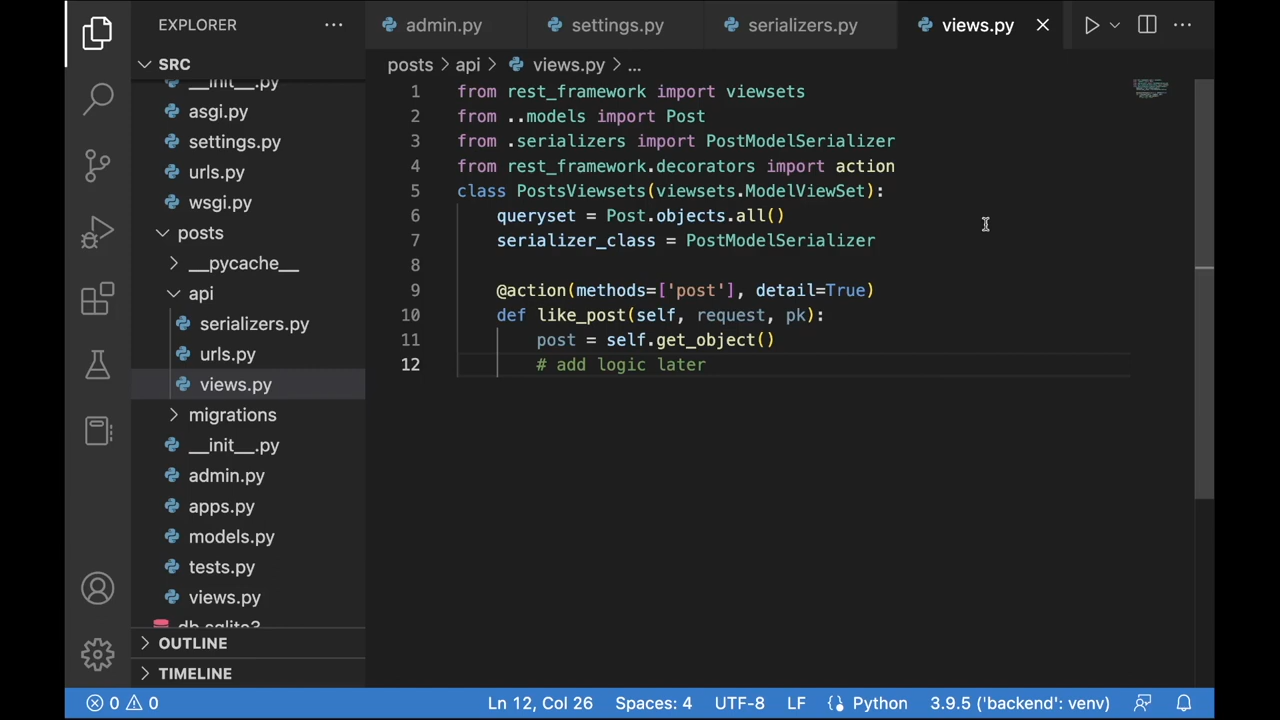 EXPLORER
SRC
__init__.py
asgi.py
settings.py
urls.py
wsgi.py
posts
__pycache__
api
serializers.py
urls.py
views.py
migrations
__init__.py
admin.py
apps.py
models.py
tests.py
views.py
db.sqlite3
OUTLINE
TIMELINE
admin.py settings.py serializers.py views.py
posts > api > views.py > ...
1 from rest_framework import viewsets
2 from ..models import Post
3 from .serializers import PostModelSerializer
4 from rest_framework.decorators import action
5 class PostsViewsets(viewsets.ModelViewSet):
6 queryset = Post.objects.all()
7 serializer_class = PostModelSerializer
8
9 @action(methods=['post'], detail=True)
10 def like_post(self, request, pk):
11 post = self.get_object()
12 # add logic later
0 0 Ln 12, Col 26 Spaces: 4 UTF-8 LF Python 3.9.5 ('backend': venv)